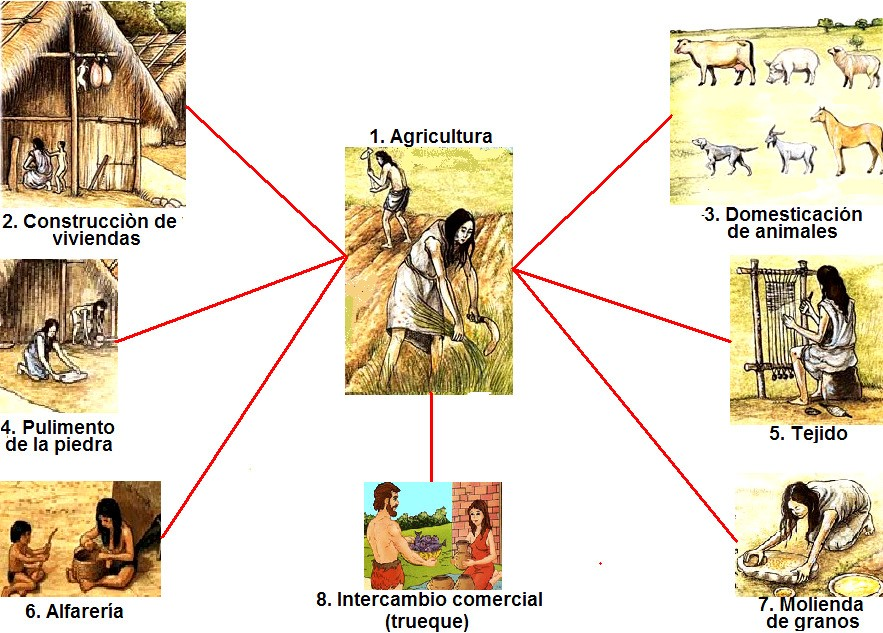 1. Agricultura
2. Construcciòn de
viviendas
3. Domesticación
de animales
4. Pulimento
de la piedra
5. Tejido
6. Alfarería
8. Intercambio comercial
(trueque)
7. Molienda
de granos